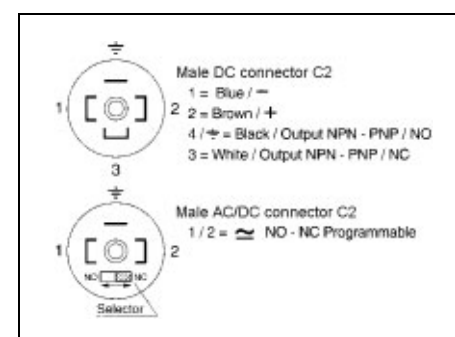 Male DC connector C2
1 = Blue / −
1 2 2 = Brown / +
4 / ⏚ = Black / Output NPN - PNP / NO
3 = White / Output NPN - PNP / NC
3
Male AC/DC connector C2
1 / 2 = ≃ NO - NC Programmable
1 2
NO NC
Selector